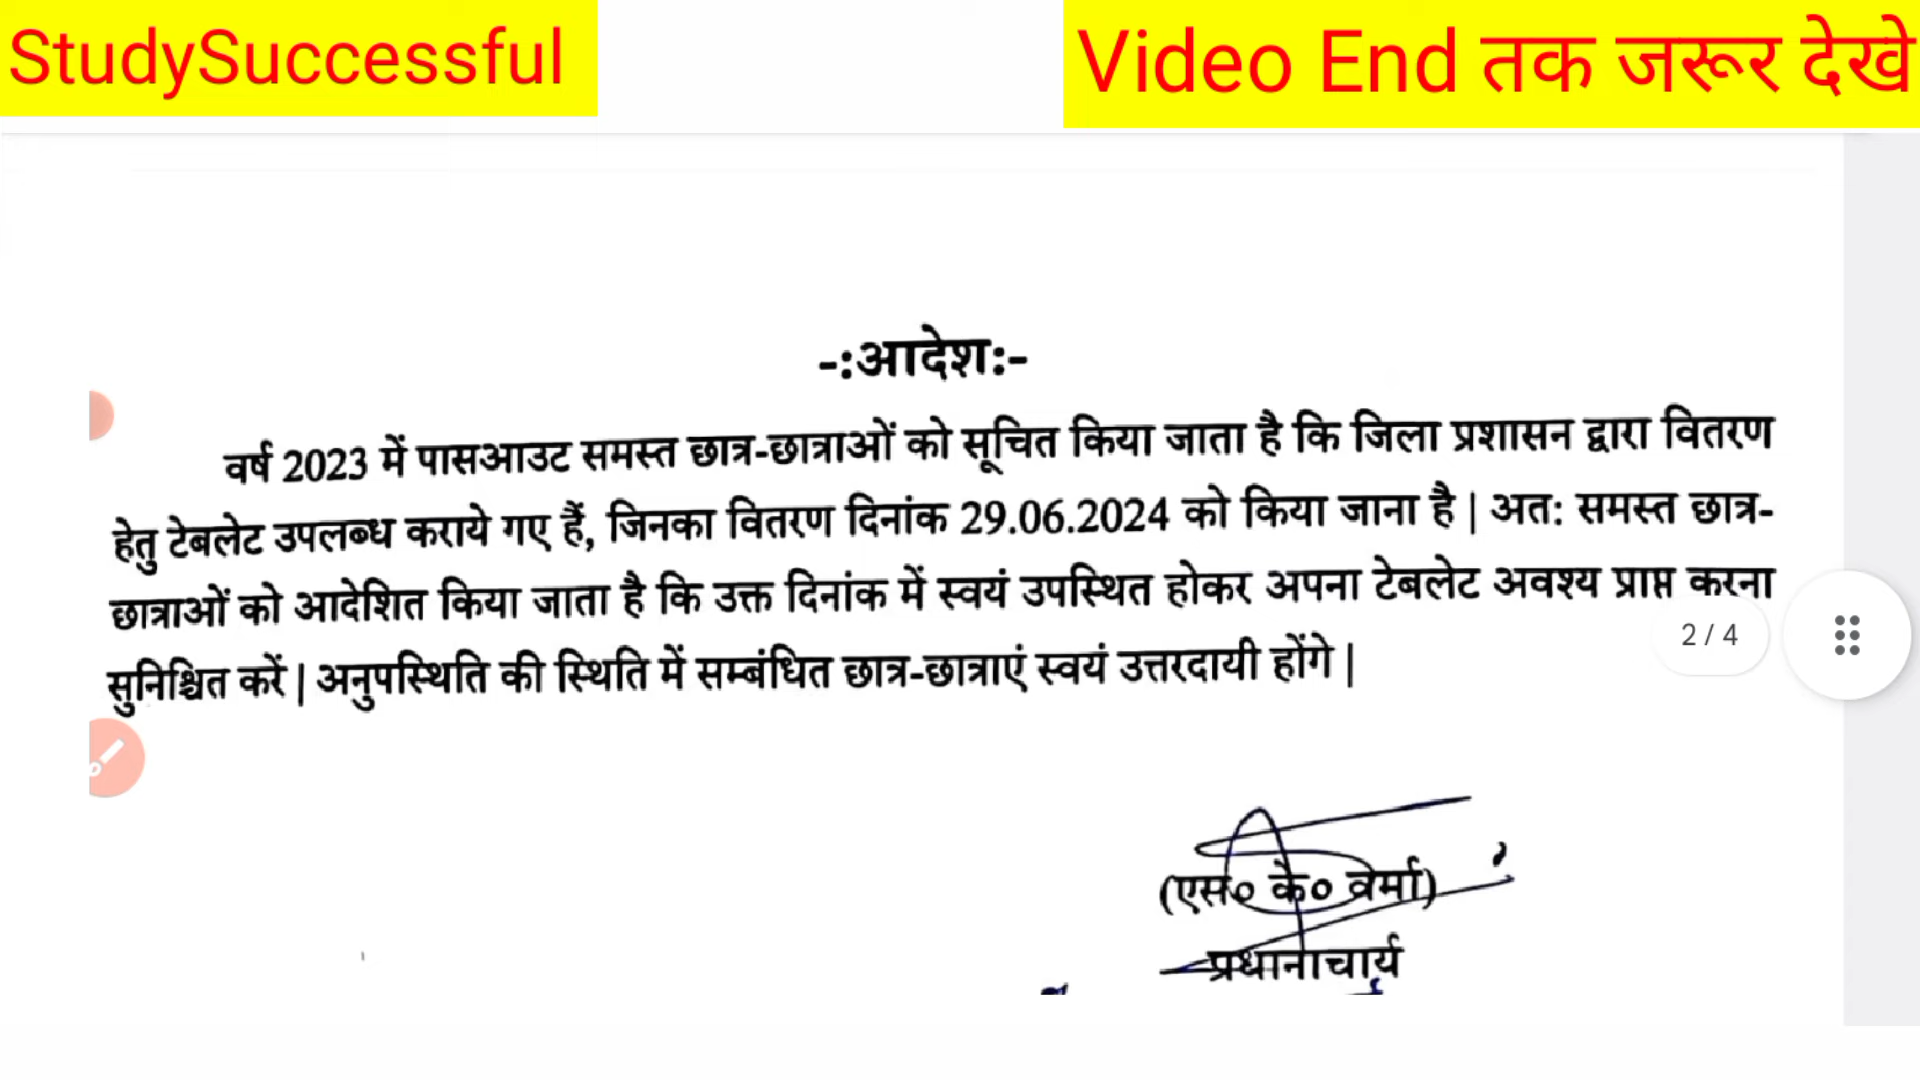 StudySuccessful
Video End तक जरूर देखे
-:आदेश:-
वर्ष 2023 में पासआउट समस्त छात्र-छात्राओं को सूचित किया जाता है कि जिला प्रशासन द्वारा वितरण
हेतु टेबलेट उपलब्ध कराये गए हैं, जिनका वितरण दिनांक 29.06.2024 को किया जाना है | अत: समस्त छात्र-
छात्राओं को आदेशित किया जाता है कि उक्त दिनांक में स्वयं उपस्थित होकर अपना टेबलेट अवश्य प्राप्त करना
सुनिश्चित करें | अनुपस्थिति की स्थिति में सम्बंधित छात्र-छात्राएं स्वयं उत्तरदायी होंगे |
2 / 4
(एस० के० वर्मा)
प्रधानाचार्य